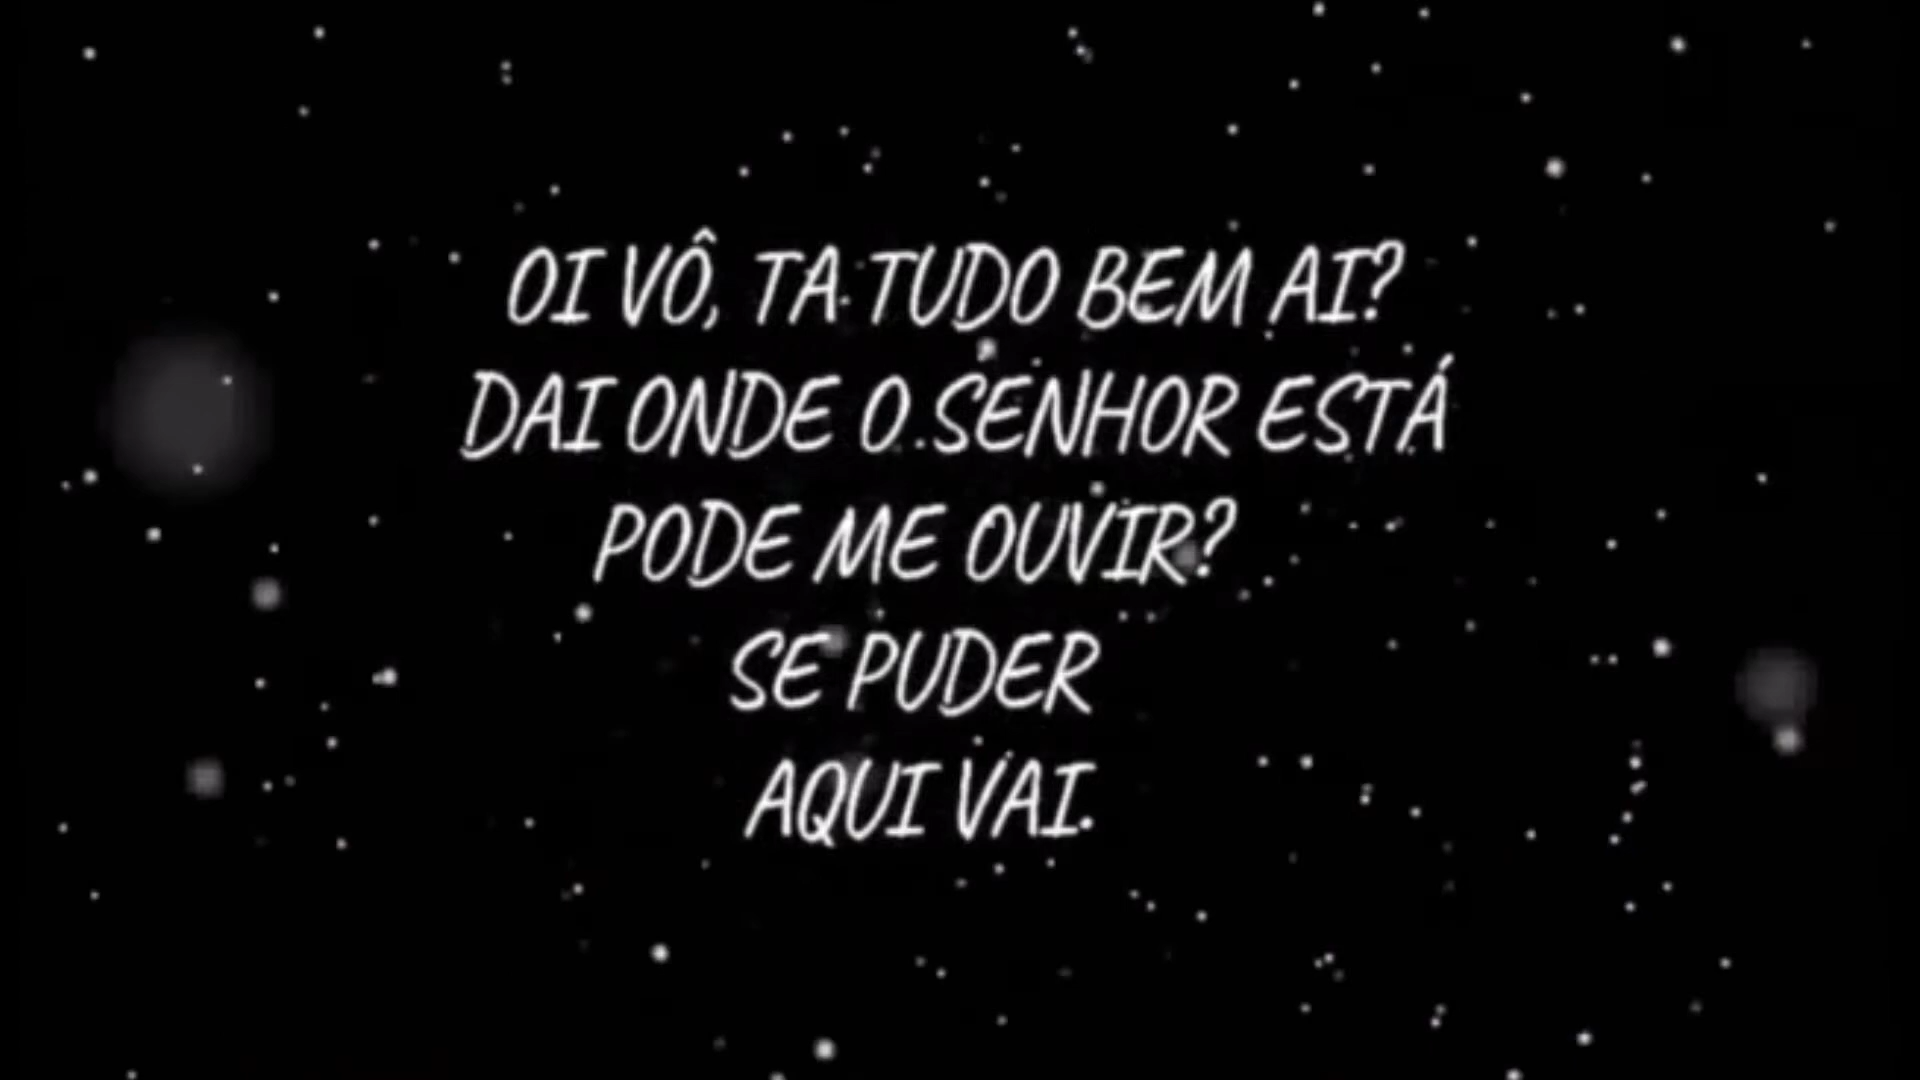 OI VÔ, TA TUDO BEM AI?
DAI ONDE O SENHOR ESTÁ
PODE ME OUVIR?
SE PUDER
AQUI VAI.